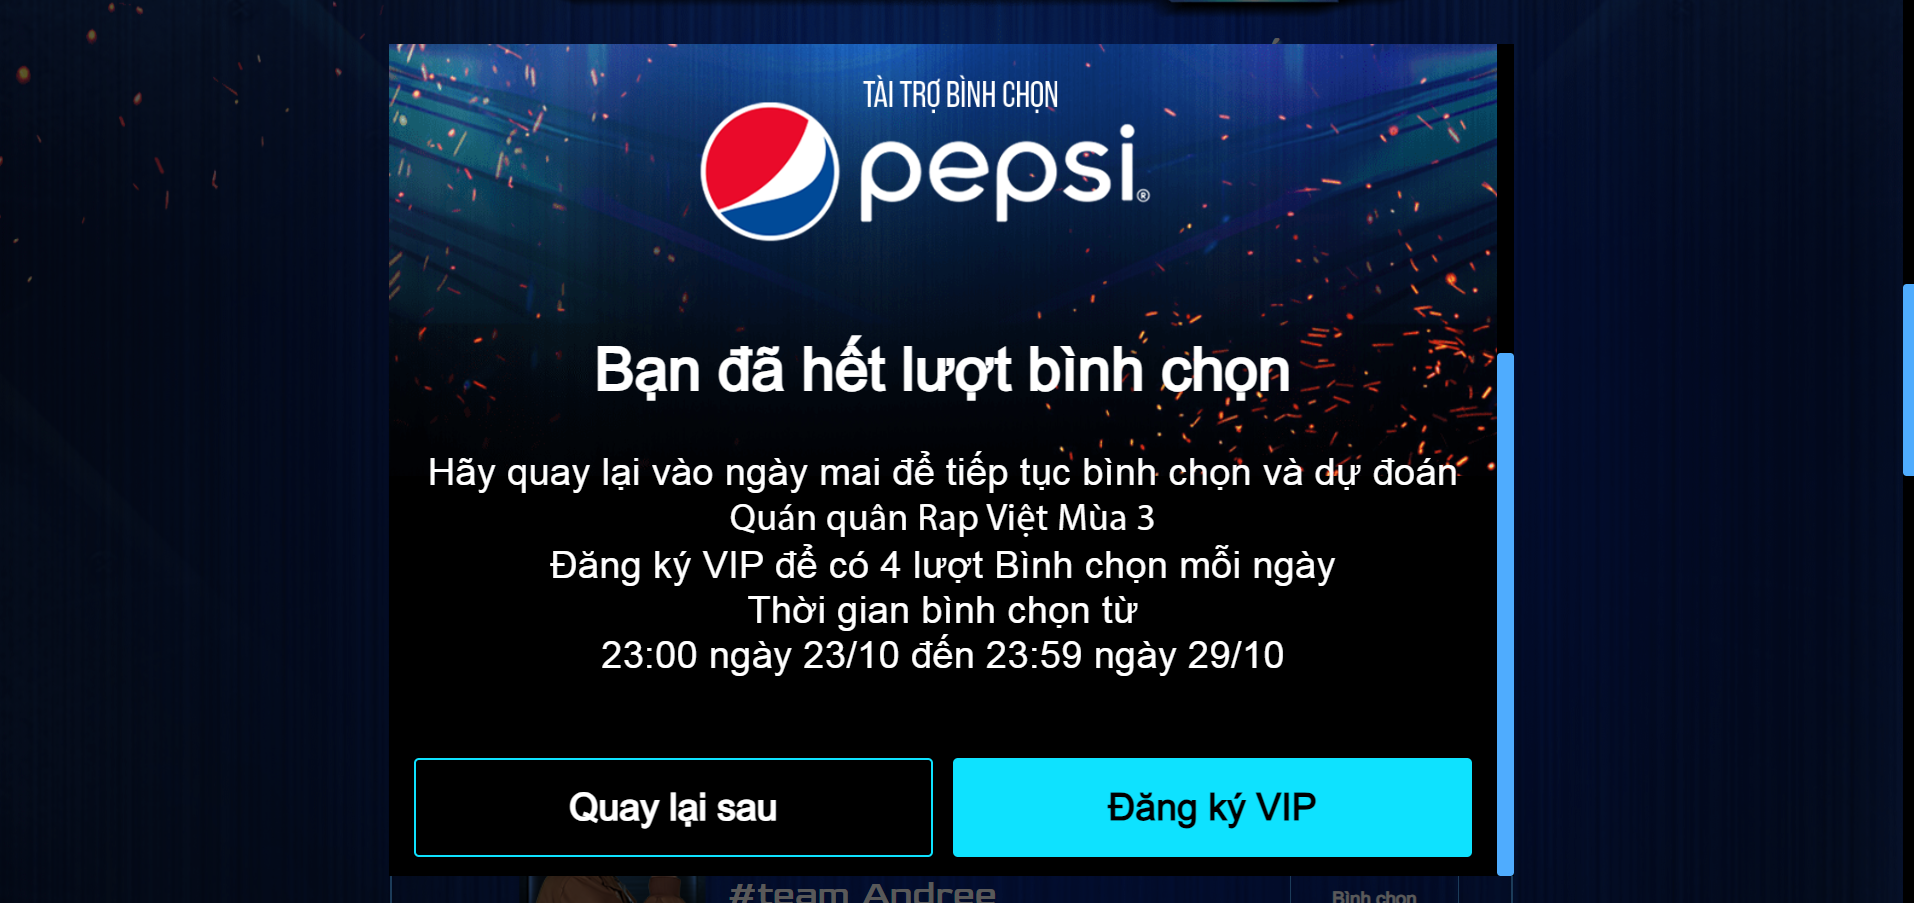 TÀI TRỢ BÌNH CHỌN
pepsi®
Bạn đã hết lượt bình chọn
Hãy quay lại vào ngày mai để tiếp tục bình chọn và dự đoán
Quán quân Rap Việt Mùa 3
Đăng ký VIP để có 4 lượt Bình chọn mỗi ngày
Thời gian bình chọn từ
23:00 ngày 23/10 đến 23:59 ngày 29/10
Quay lại sau
Đăng ký VIP
#team Andree
Bình chọn